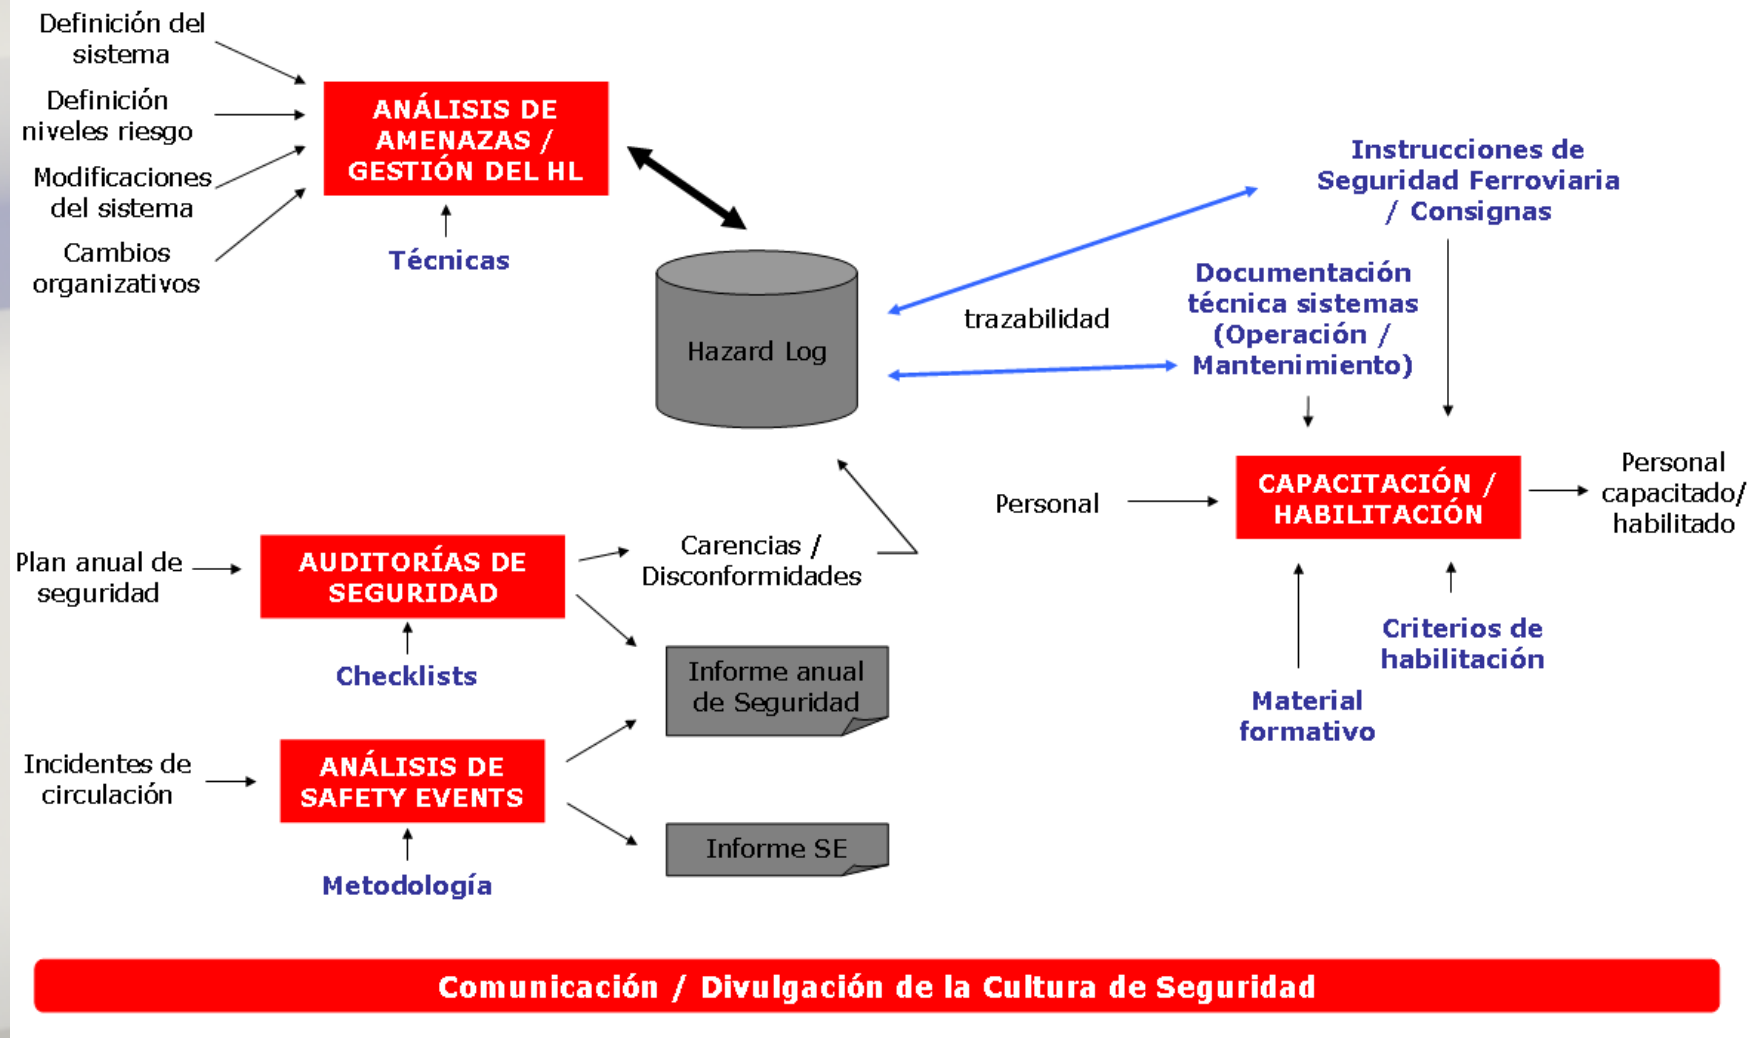 Definición del
sistema
Definición
niveles riesgo
Modificaciones
del sistema
Cambios
organizativos
ANÁLISIS DE
AMENAZAS /
GESTIÓN DEL HL
Técnicas
Hazard Log
trazabilidad
Instrucciones de
Seguridad Ferroviaria
/ Consignas
Documentación
técnica sistemas
(Operación /
Mantenimiento)
Personal
CAPACITACIÓN /
HABILITACIÓN
Personal
capacitado/
habilitado
Criterios de
habilitación
Material
formativo
Plan anual de
seguridad
AUDITORÍAS DE
SEGURIDAD
Checklists
Carencias /
Disconformidades
Informe anual
de Seguridad
Incidentes de
circulación
ANÁLISIS DE
SAFETY EVENTS
Metodología
Informe SE
Comunicación / Divulgación de la Cultura de Seguridad